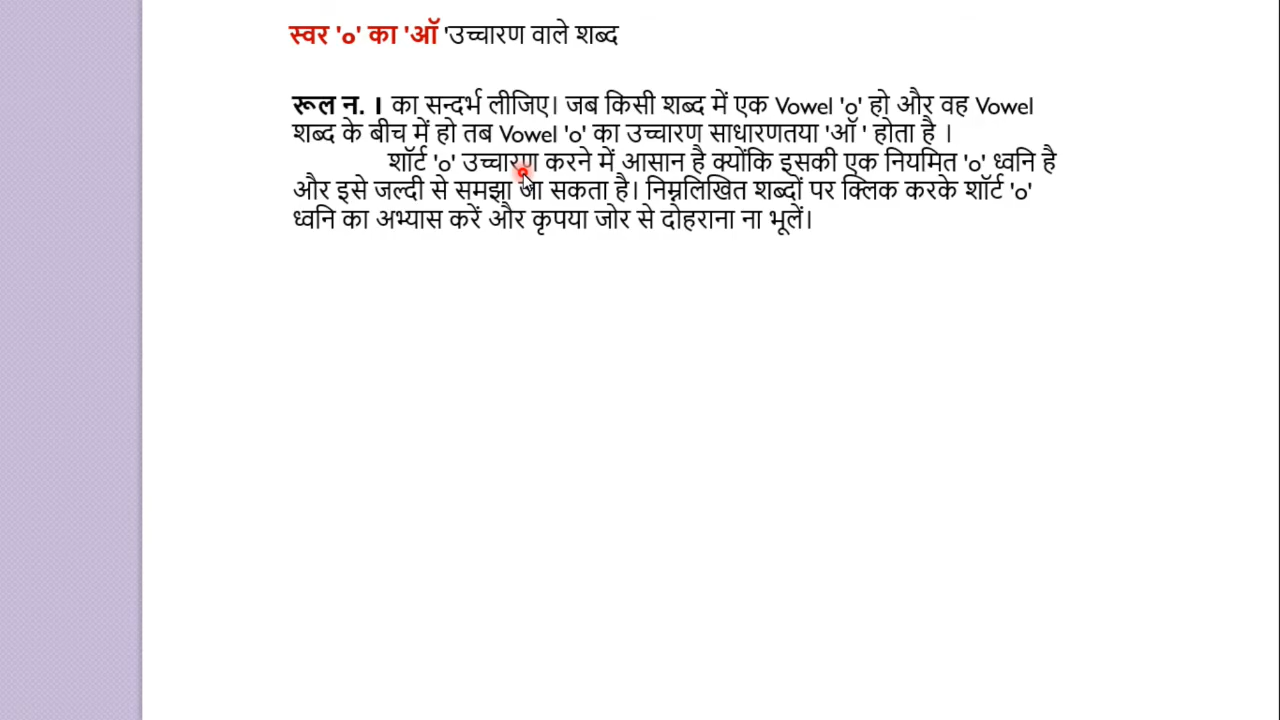 स्वर 'o' का 'ऑ 'उच्चारण वाले शब्द
रूल न. । का सन्दर्भ लीजिए। जब किसी शब्द में एक Vowel 'o' हो और वह Vowel
शब्द के बीच में हो तब Vowel 'o' का उच्चारण साधारणतया 'ऑ ' होता है ।
शॉर्ट 'o' उच्चारण करने में आसान है क्योंकि इसकी एक नियमित 'o' ध्वनि है
और इसे जल्दी से समझा जा सकता है। निम्नलिखित शब्दों पर क्लिक करके शॉर्ट 'o'
ध्वनि का अभ्यास करें और कृपया जोर से दोहराना ना भूलें।